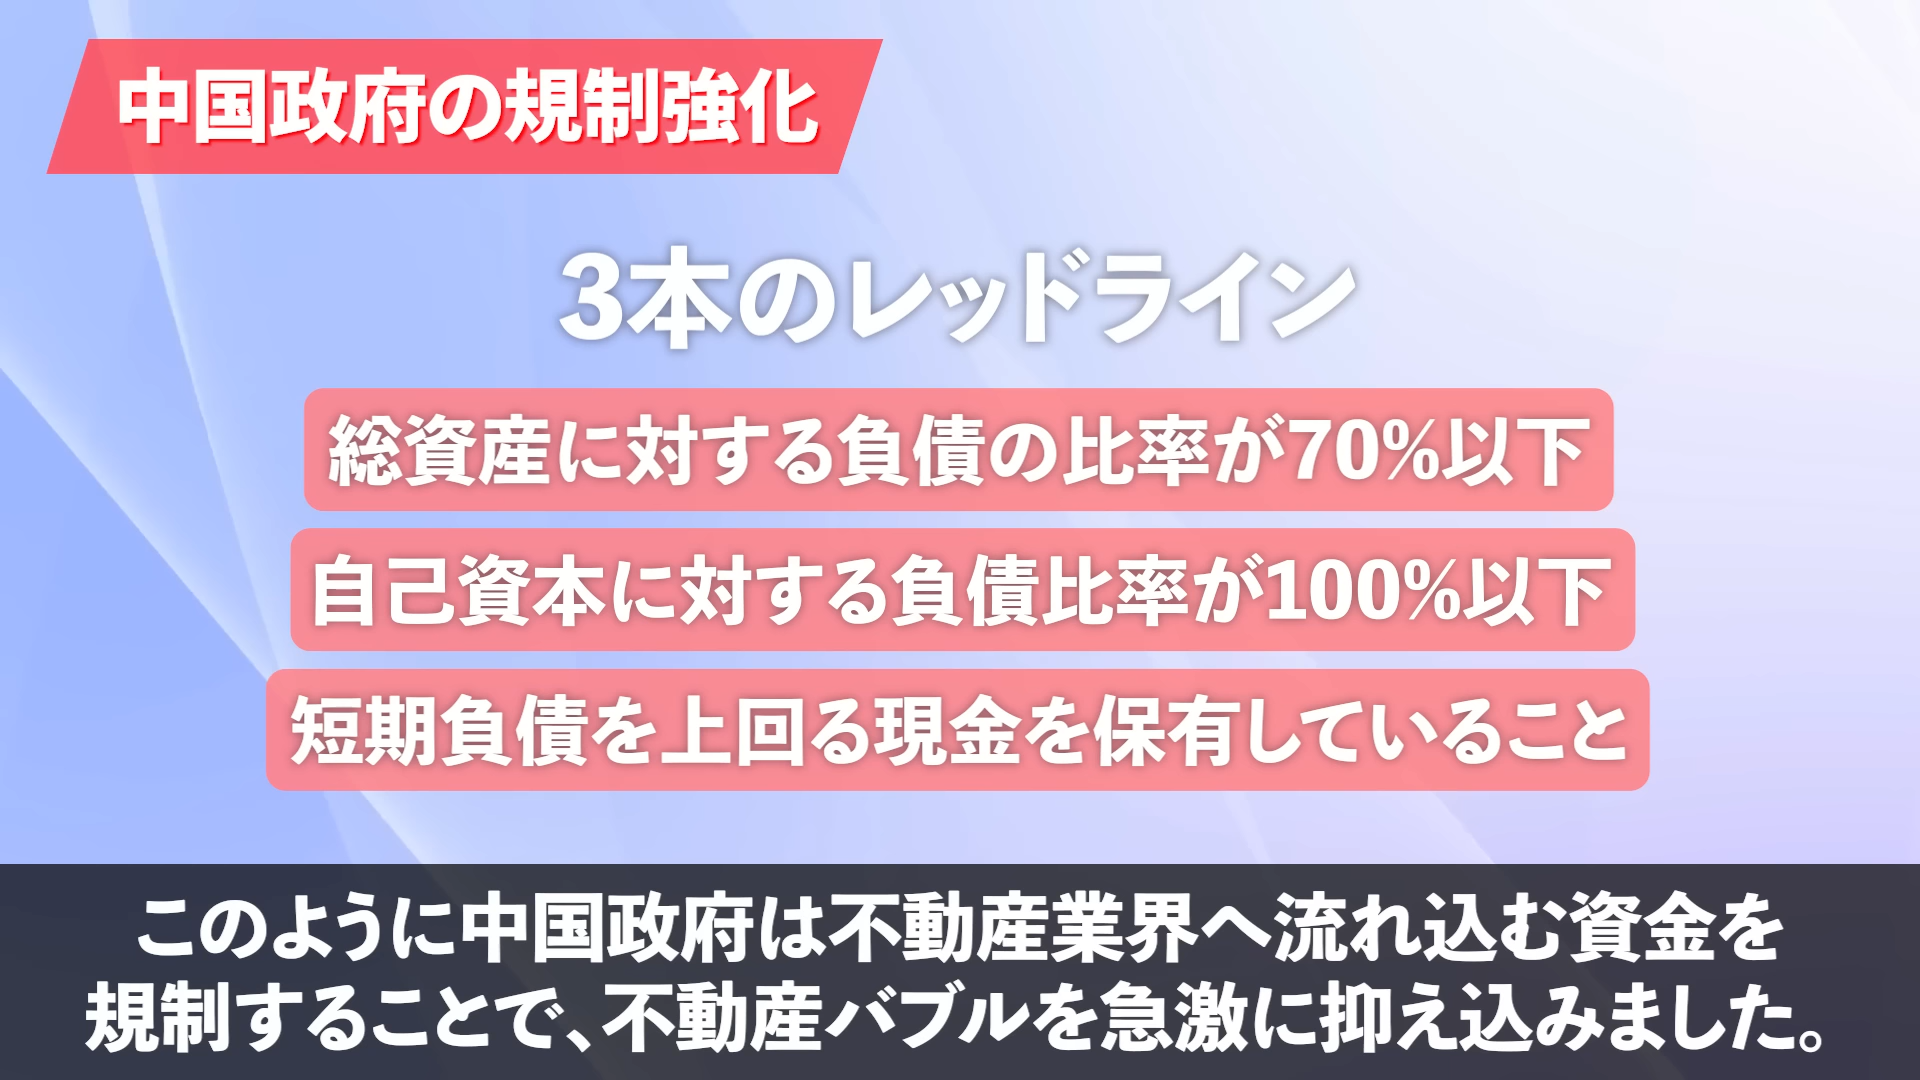 中国政府の規制強化
3本のレッドライン
総資産に対する負債の比率が70%以下
自己資本に対する負債比率が100%以下
短期負債を上回る現金を保有していること
このように中国政府は不動産業界へ流れ込む資金を
規制することで、不動産バブルを急激に抑え込みました。